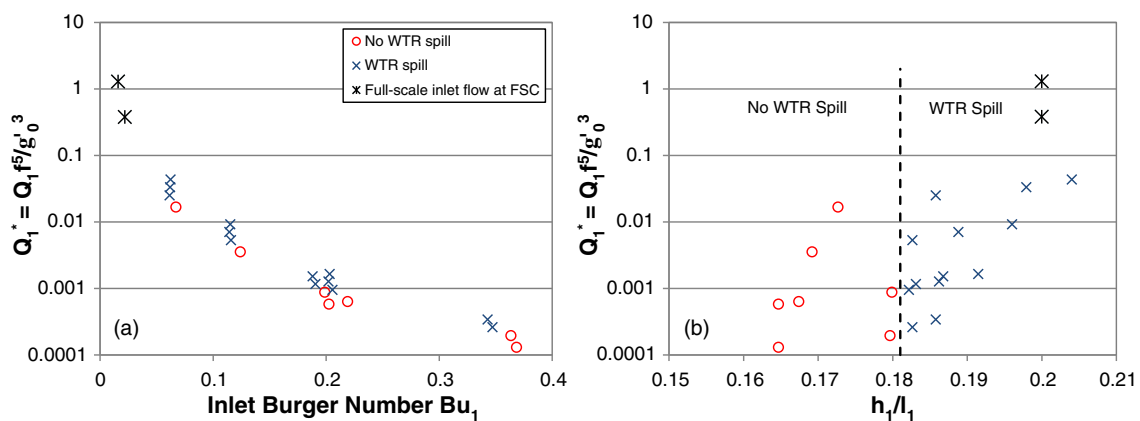 Q₁* = Q₁f⁵/g'₀³
10
1
0.1
0.01
0.001
0.0001
No WTR spill
WTR spill
Full-scale inlet flow at FSC
(a)
0
0.1
0.2
0.3
0.4
Inlet Burger Number Bu₁
Q₁* = Q₁f⁵/g'₀³
10
1
0.1
0.01
0.001
0.0001
No WTR Spill
WTR Spill
(b)
0.15
0.16
0.17
0.18
0.19
0.2
0.21
h₁/l₁